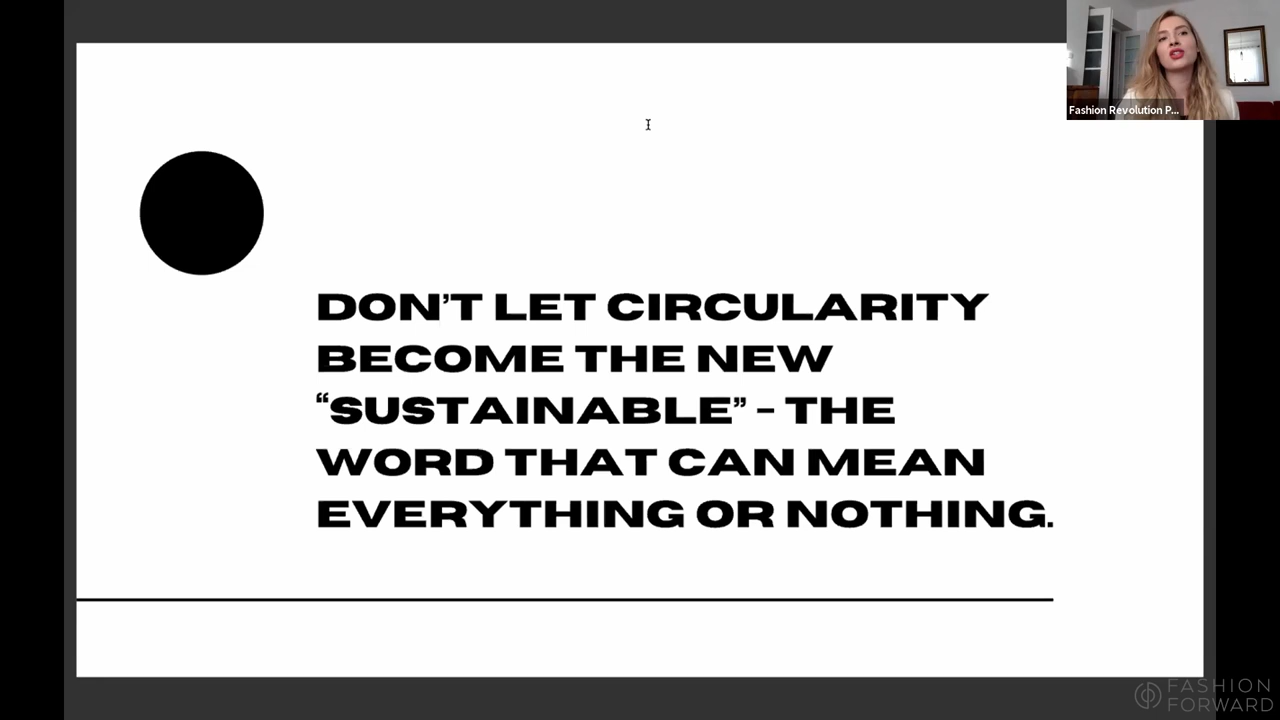 Fashion Revolution P...
DON'T LET CIRCULARITY
BECOME THE NEW
“SUSTAINABLE” - THE
WORD THAT CAN MEAN
EVERYTHING OR NOTHING.
FASHION
FORWARD